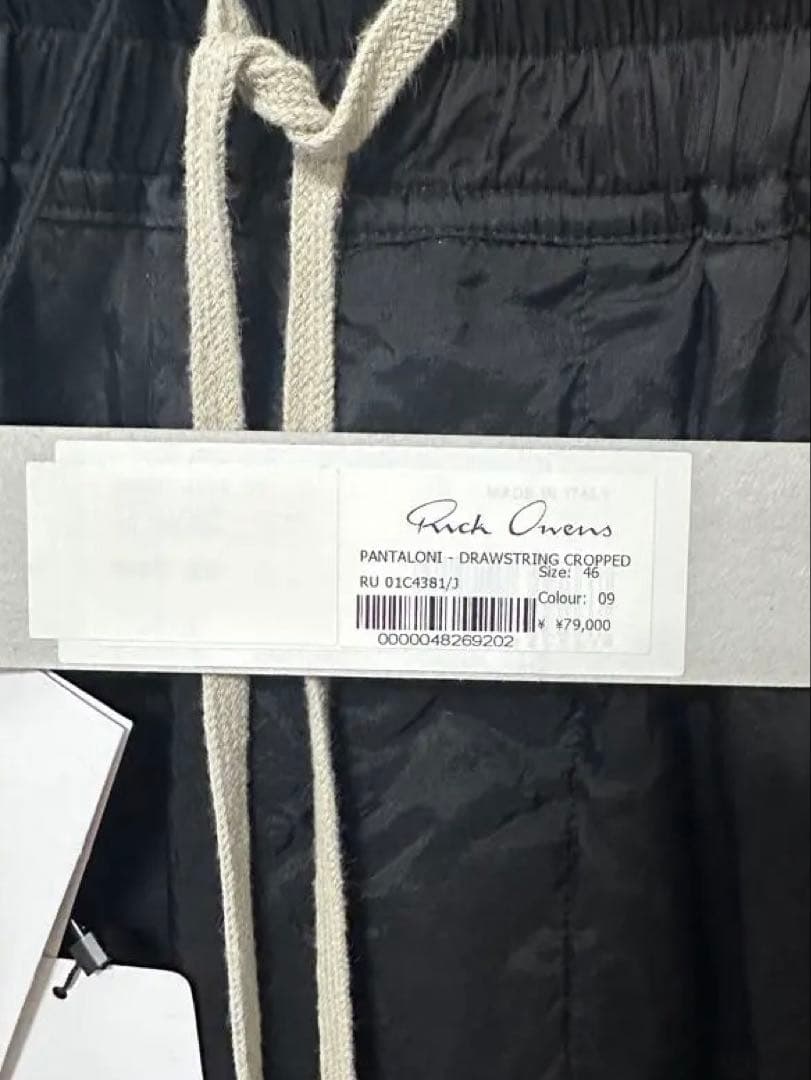 MADE IN ITALY
Rick Owens
PANTALONI - DRAWSTRING CROPPED
Size: 46
RU 01C4381/J
Colour: 09
¥ ¥79,000
0000048269202